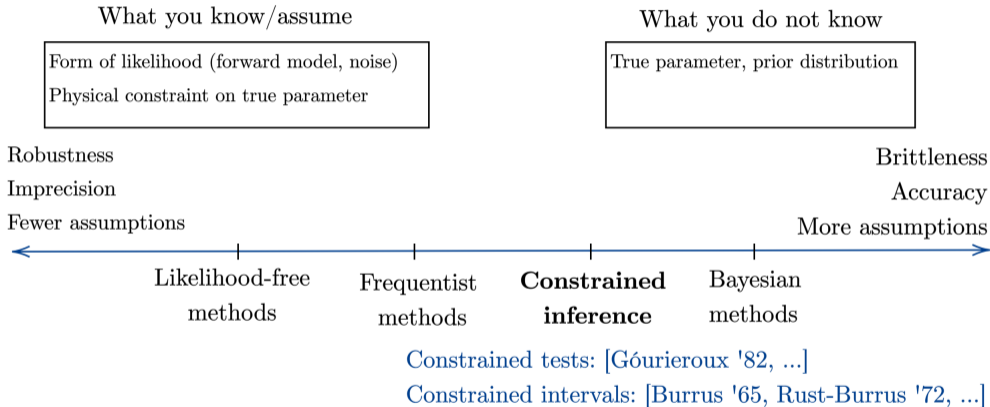 What you know/assume
What you do not know
Form of likelihood (forward model, noise)
Physical constraint on true parameter
True parameter, prior distribution
Robustness
Imprecision
Fewer assumptions
Brittleness
Accuracy
More assumptions
Likelihood-free
methods
Frequentist
methods
Constrained
inference
Bayesian
methods
Constrained tests: [Góurieroux '82, ...]
Constrained intervals: [Burrus '65, Rust-Burrus '72, ...]